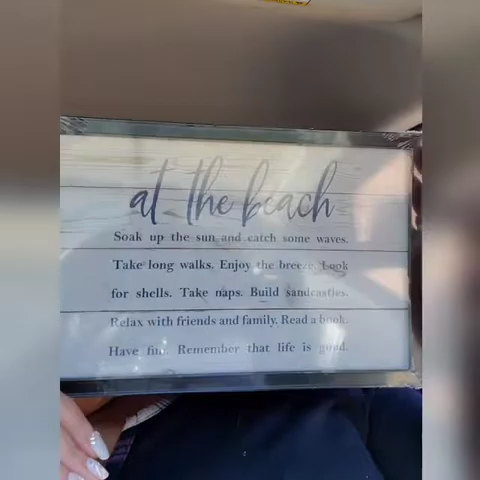 at the beach
Soak up the sun and catch some waves.
Take long walks. Enjoy the breeze. Look
for shells. Take naps. Build sandcastles.
Relax with friends and family. Read a book.
Have fun. Remember that life is good.